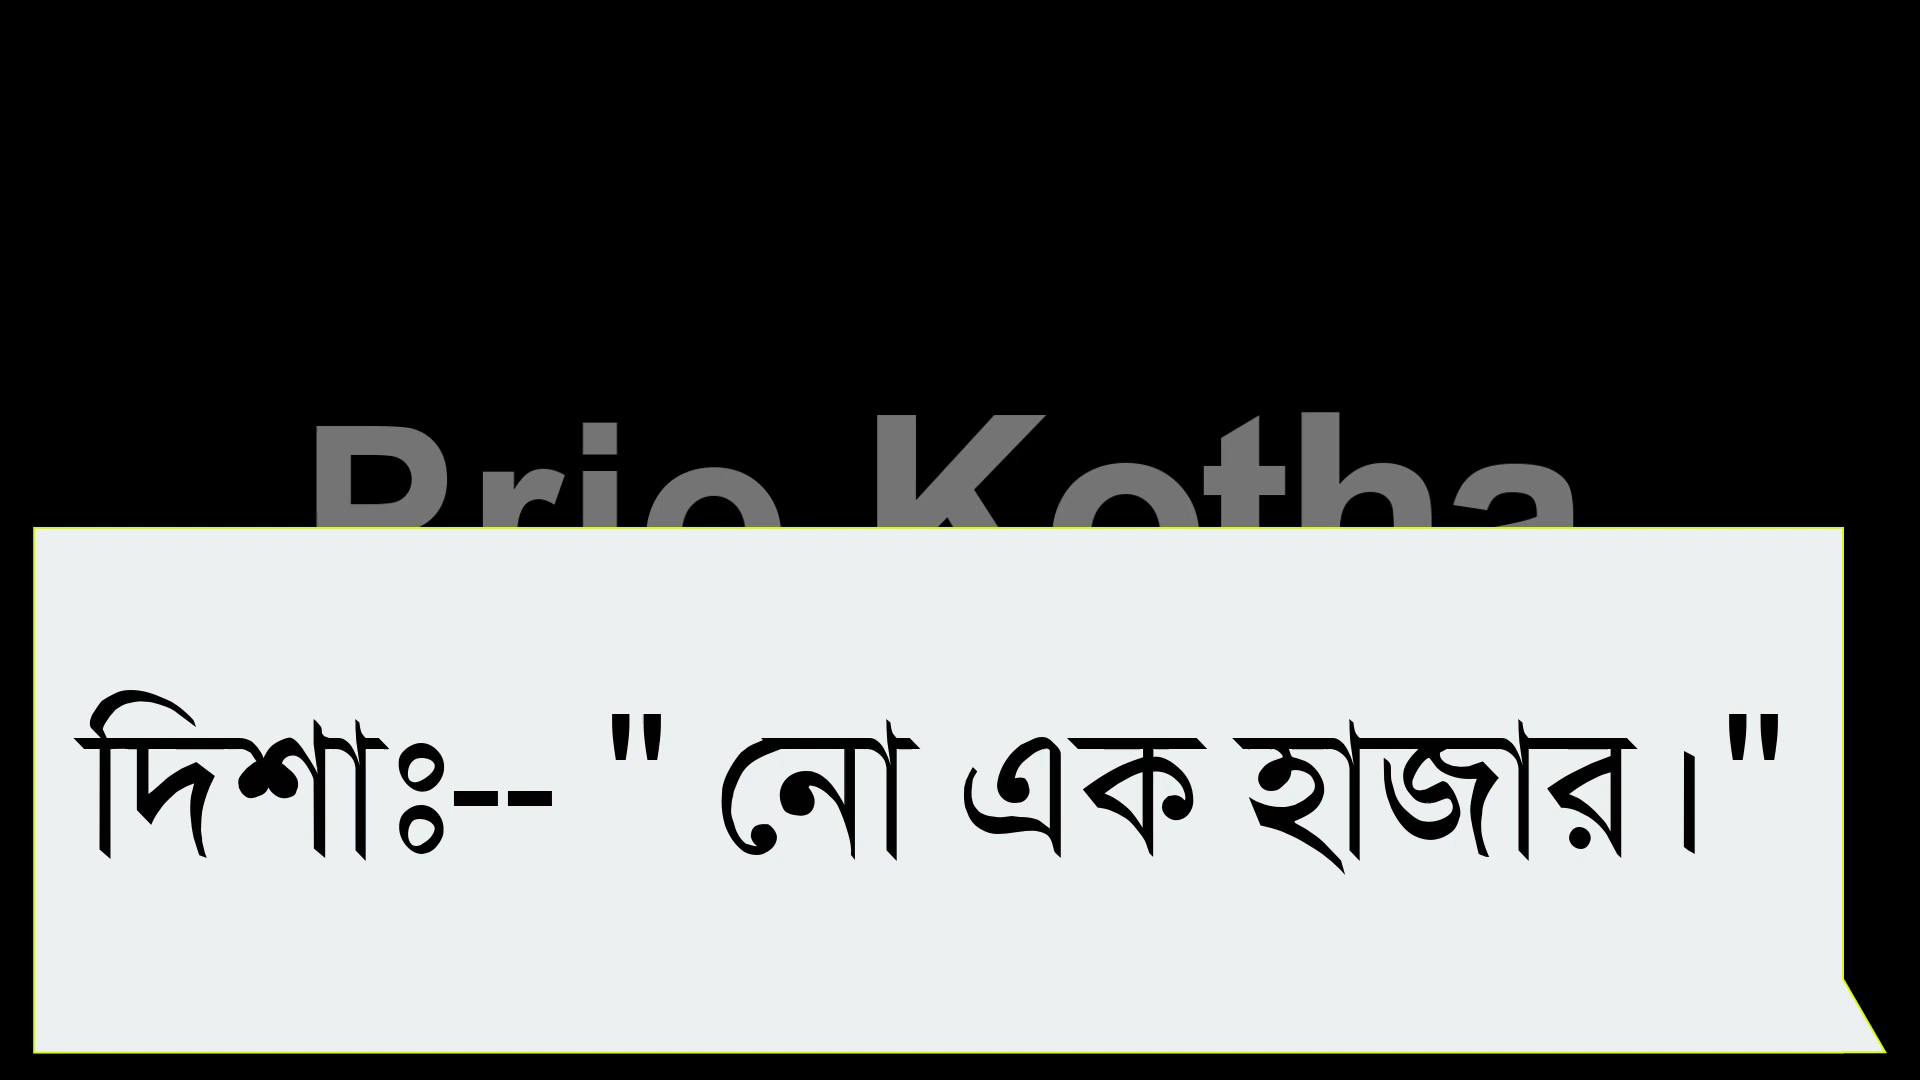 Prio Kotha
দিশাঃ-- " নো এক হাজার। "